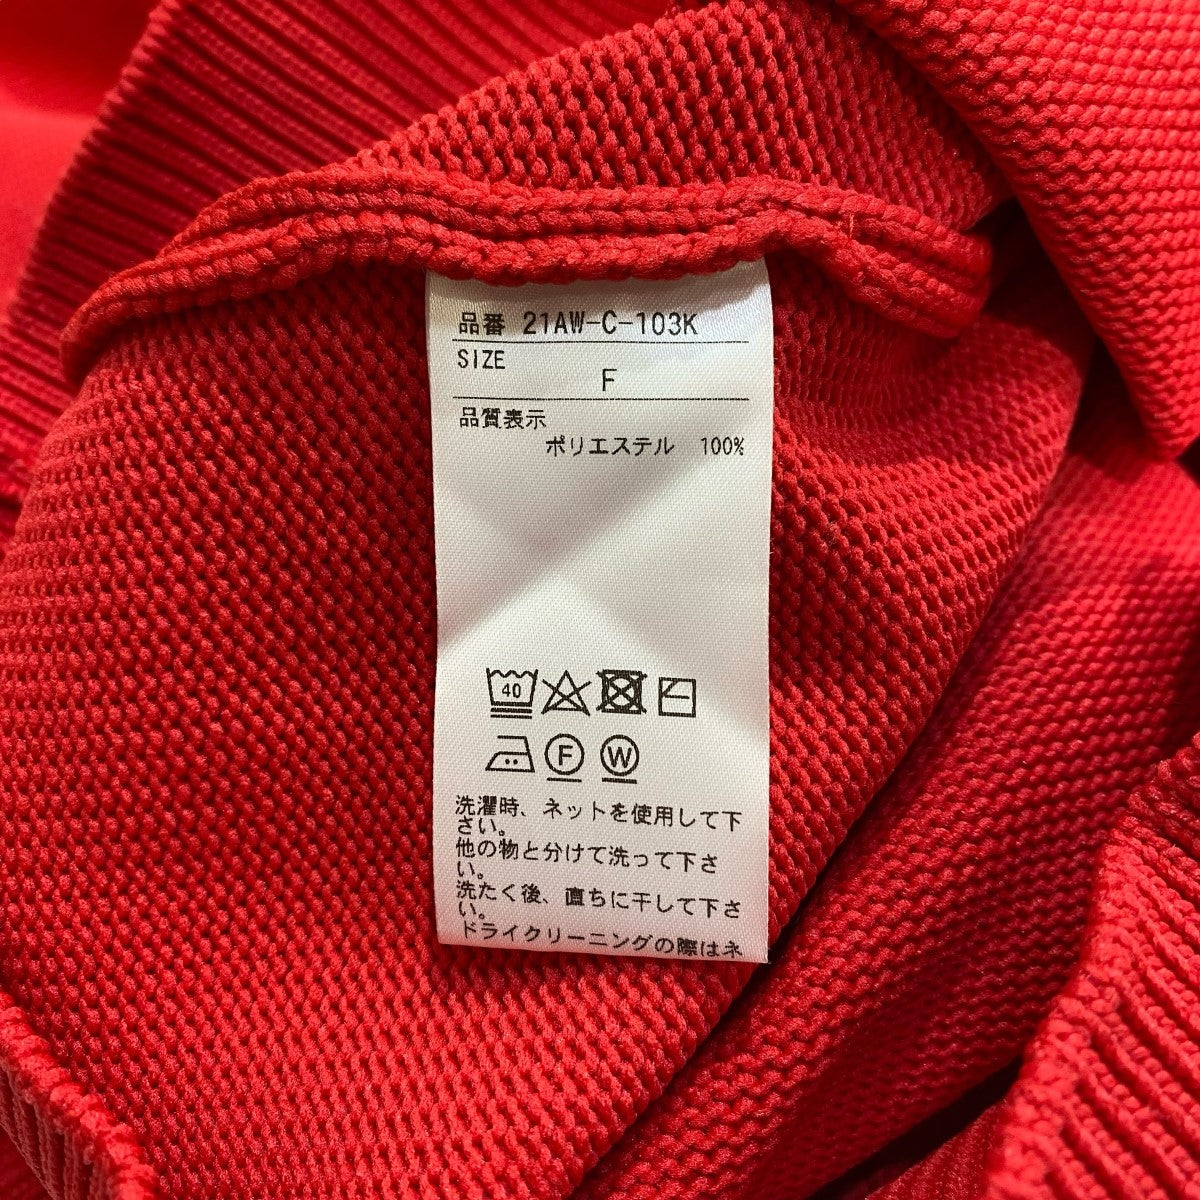 品番 21AW-C-103K
SIZE
F
品質表示
ポリエステル 100%
40
F W
洗濯時、ネットを使用して下
さい。
他の物と分けて洗って下さ
い。
洗たく後、直ちに干して下さ
い。
ドライクリーニングの際はネ